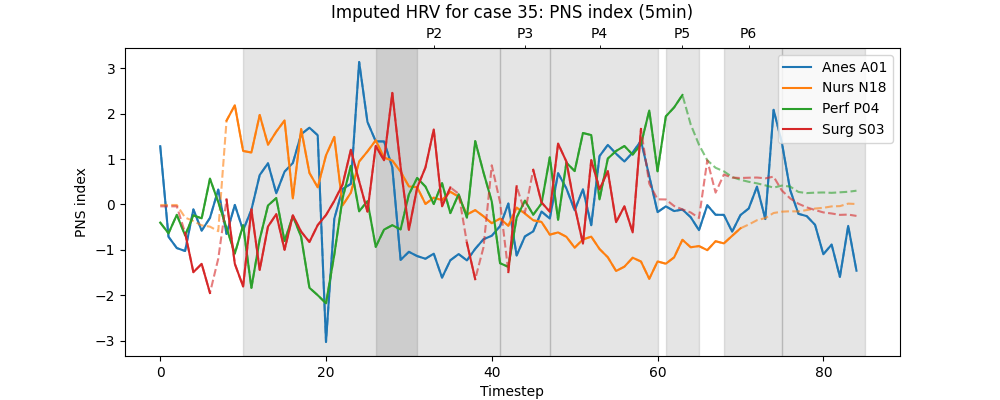 Imputed HRV for case 35: PNS index (5min)
P2 P3 P4 P5 P6
3
2
1
0
−1
−2
−3
PNS index
Anes A01
Nurs N18
Perf P04
Surg S03
0 20 40 60 80
Timestep